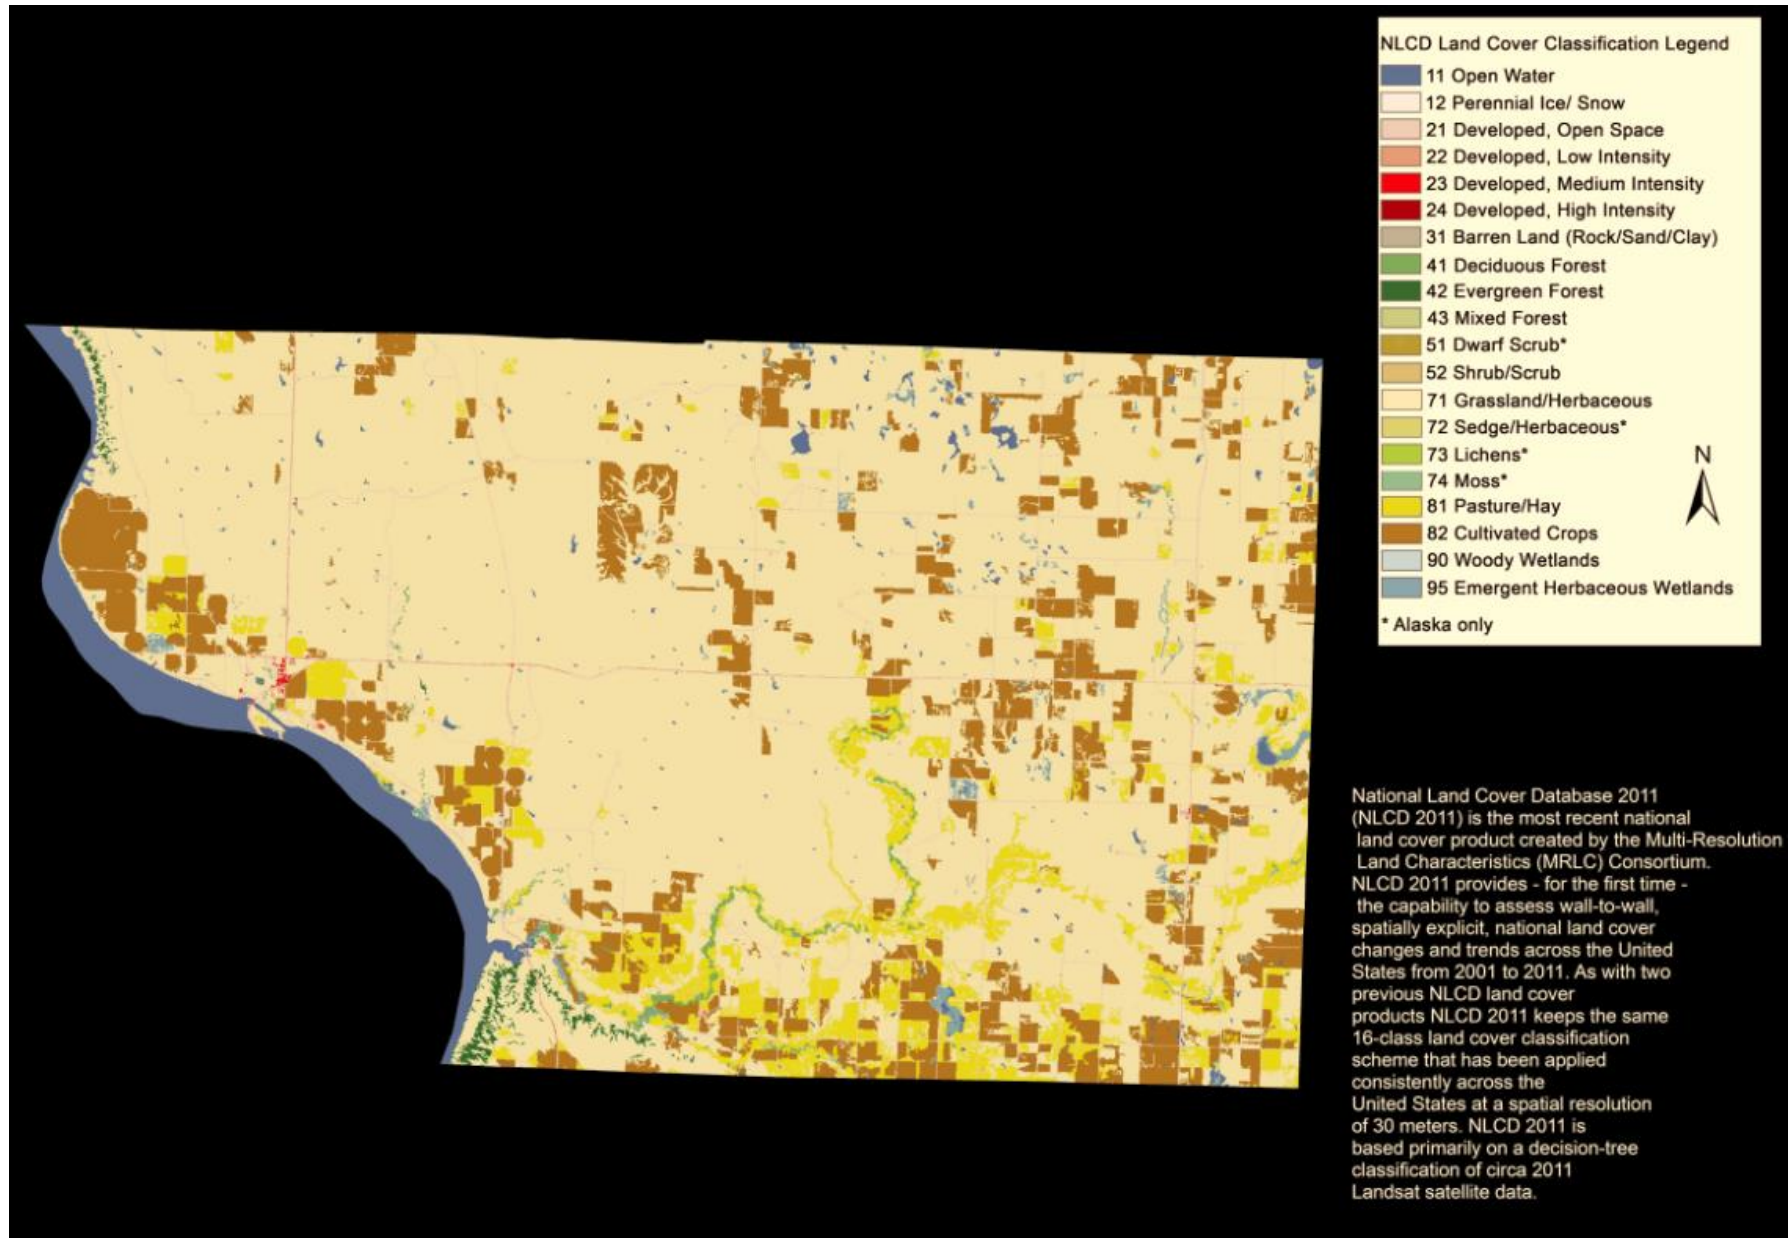 NLCD Land Cover Classification Legend
11 Open Water
12 Perennial Ice/ Snow
21 Developed, Open Space
22 Developed, Low Intensity
23 Developed, Medium Intensity
24 Developed, High Intensity
31 Barren Land (Rock/Sand/Clay)
41 Deciduous Forest
42 Evergreen Forest
43 Mixed Forest
51 Dwarf Scrub*
52 Shrub/Scrub
71 Grassland/Herbaceous
72 Sedge/Herbaceous*
73 Lichens*
74 Moss*
81 Pasture/Hay
82 Cultivated Crops
90 Woody Wetlands
95 Emergent Herbaceous Wetlands
* Alaska only
N
National Land Cover Database 2011
(NLCD 2011) is the most recent national
land cover product created by the Multi-Resolution
Land Characteristics (MRLC) Consortium.
NLCD 2011 provides - for the first time -
the capability to assess wall-to-wall,
spatially explicit, national land cover
changes and trends across the United
States from 2001 to 2011. As with two
previous NLCD land cover
products NLCD 2011 keeps the same
16-class land cover classification
scheme that has been applied
consistently across the
United States at a spatial resolution
of 30 meters. NLCD 2011 is
based primarily on a decision-tree
classification of circa 2011
Landsat satellite data.